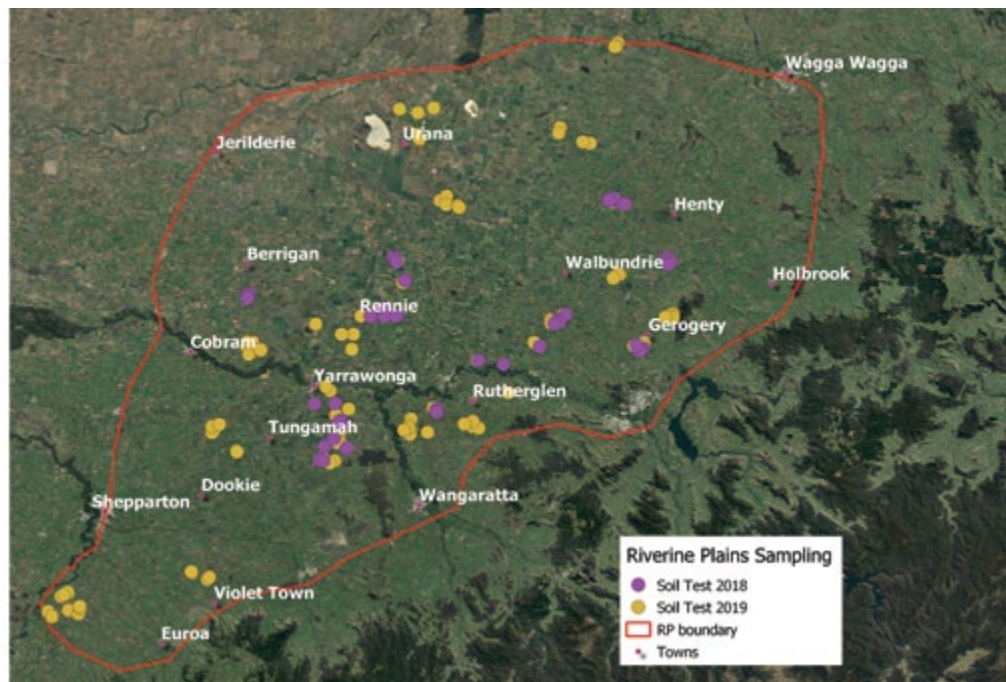 Wagga Wagga
Urana
Jerilderie
Henty
Berrigan
Walbundrie
Holbrook
Rennie
Gerogery
Cobram
Yarrawonga
Rutherglen
Tungamah
Dookie
Shepparton
Wangaratta
Violet Town
Euroa
Riverine Plains Sampling
Soil Test 2018
Soil Test 2019
RP boundary
Towns